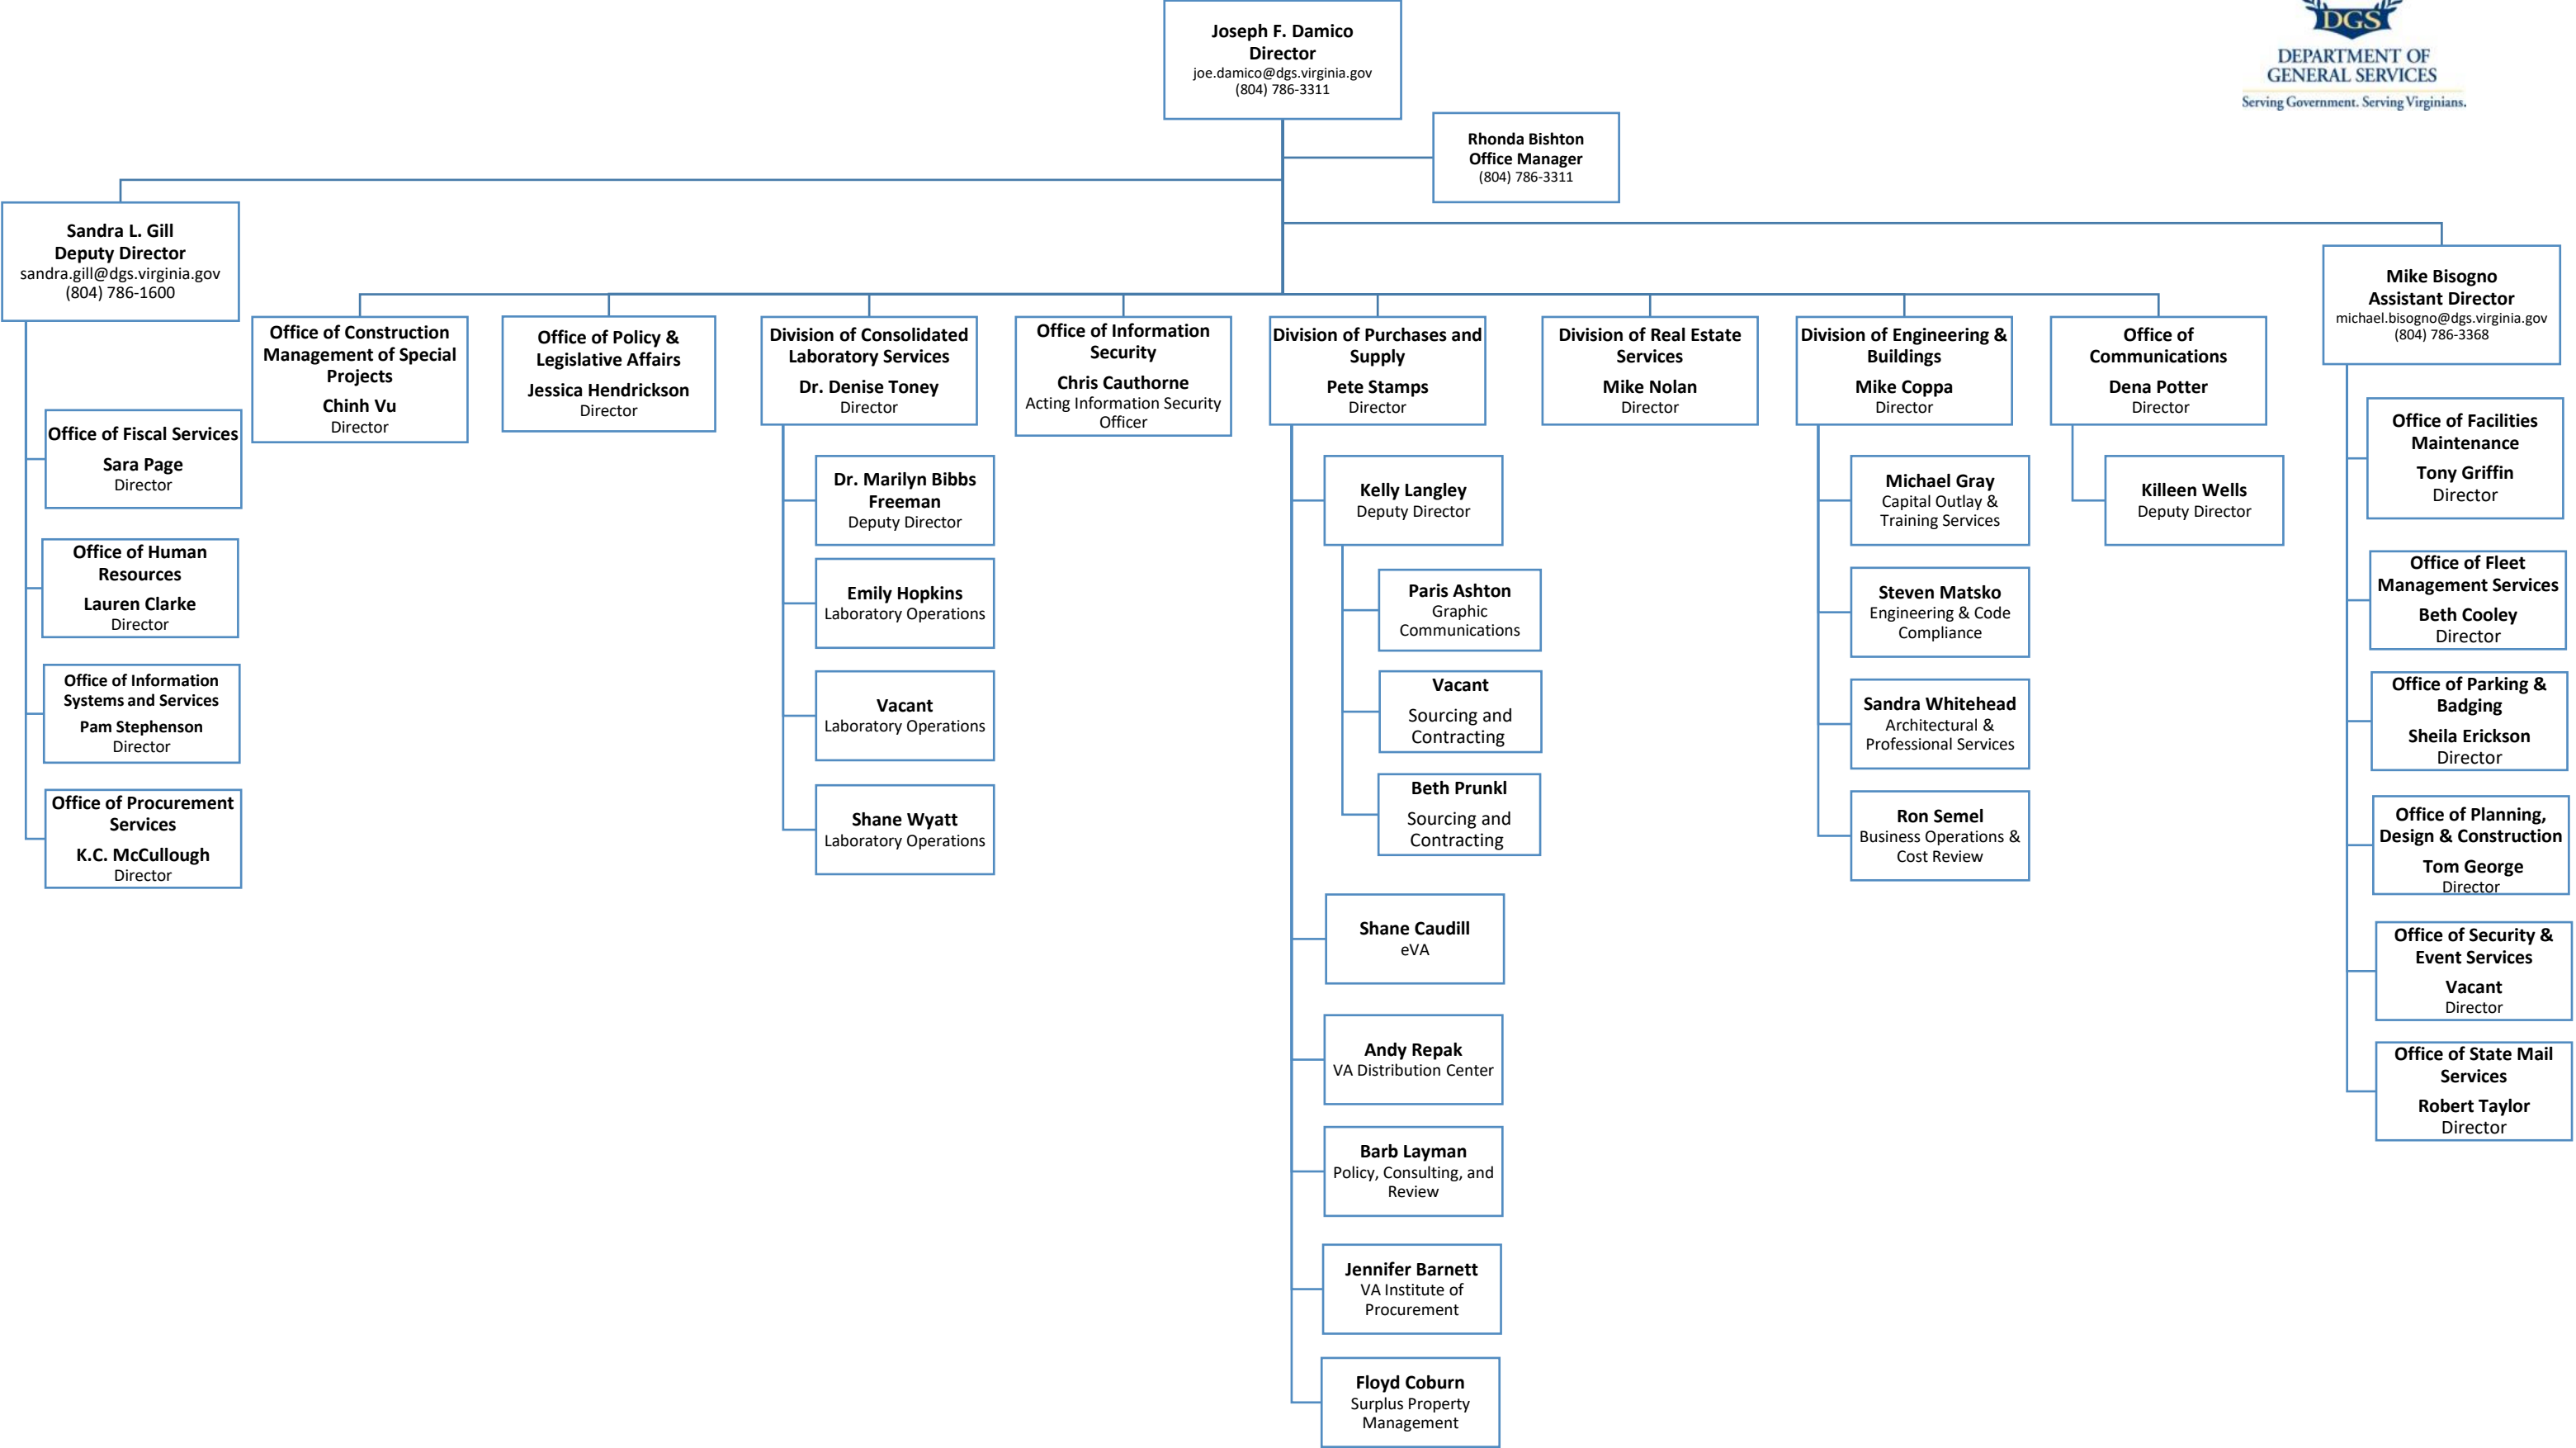 Joseph F. Damico
Director
joe.damico@dgs.virginia.gov
(804) 786-3311
DGS
DEPARTMENT OF
GENERAL SERVICES
Serving Government. Serving Virginians.
Rhonda Bishton
Office Manager
(804) 786-3311
Sandra L. Gill
Deputy Director
sandra.gill@dgs.virginia.gov
(804) 786-1600
Office of Fiscal Services
Sara Page
Director
Office of Human
Resources
Lauren Clarke
Director
Office of Information
Systems and Services
Pam Stephenson
Director
Office of Procurement
Services
K.C. McCullough
Director
Office of Construction
Management of Special
Projects
Chinh Vu
Director
Office of Policy &
Legislative Affairs
Jessica Hendrickson
Director
Division of Consolidated
Laboratory Services
Dr. Denise Toney
Director
Dr. Marilyn Bibbs
Freeman
Deputy Director
Emily Hopkins
Laboratory Operations
Vacant
Laboratory Operations
Shane Wyatt
Laboratory Operations
Office of Information
Security
Chris Cauthorne
Acting Information Security
Officer
Division of Purchases and
Supply
Pete Stamps
Director
Kelly Langley
Deputy Director
Paris Ashton
Graphic
Communications
Vacant
Sourcing and
Contracting
Beth Prunkl
Sourcing and
Contracting
Shane Caudill
eVA
Andy Repak
VA Distribution Center
Barb Layman
Policy, Consulting, and
Review
Jennifer Barnett
VA Institute of
Procurement
Floyd Coburn
Surplus Property
Management
Division of Real Estate
Services
Mike Nolan
Director
Division of Engineering &
Buildings
Mike Coppa
Director
Michael Gray
Capital Outlay &
Training Services
Steven Matsko
Engineering & Code
Compliance
Sandra Whitehead
Architectural &
Professional Services
Ron Semel
Business Operations &
Cost Review
Office of
Communications
Dena Potter
Director
Killeen Wells
Deputy Director
Mike Bisogno
Assistant Director
michael.bisogno@dgs.virginia.gov
(804) 786-3368
Office of Facilities
Maintenance
Tony Griffin
Director
Office of Fleet
Management Services
Beth Cooley
Director
Office of Parking &
Badging
Sheila Erickson
Director
Office of Planning,
Design & Construction
Tom George
Director
Office of Security &
Event Services
Vacant
Director
Office of State Mail
Services
Robert Taylor
Director